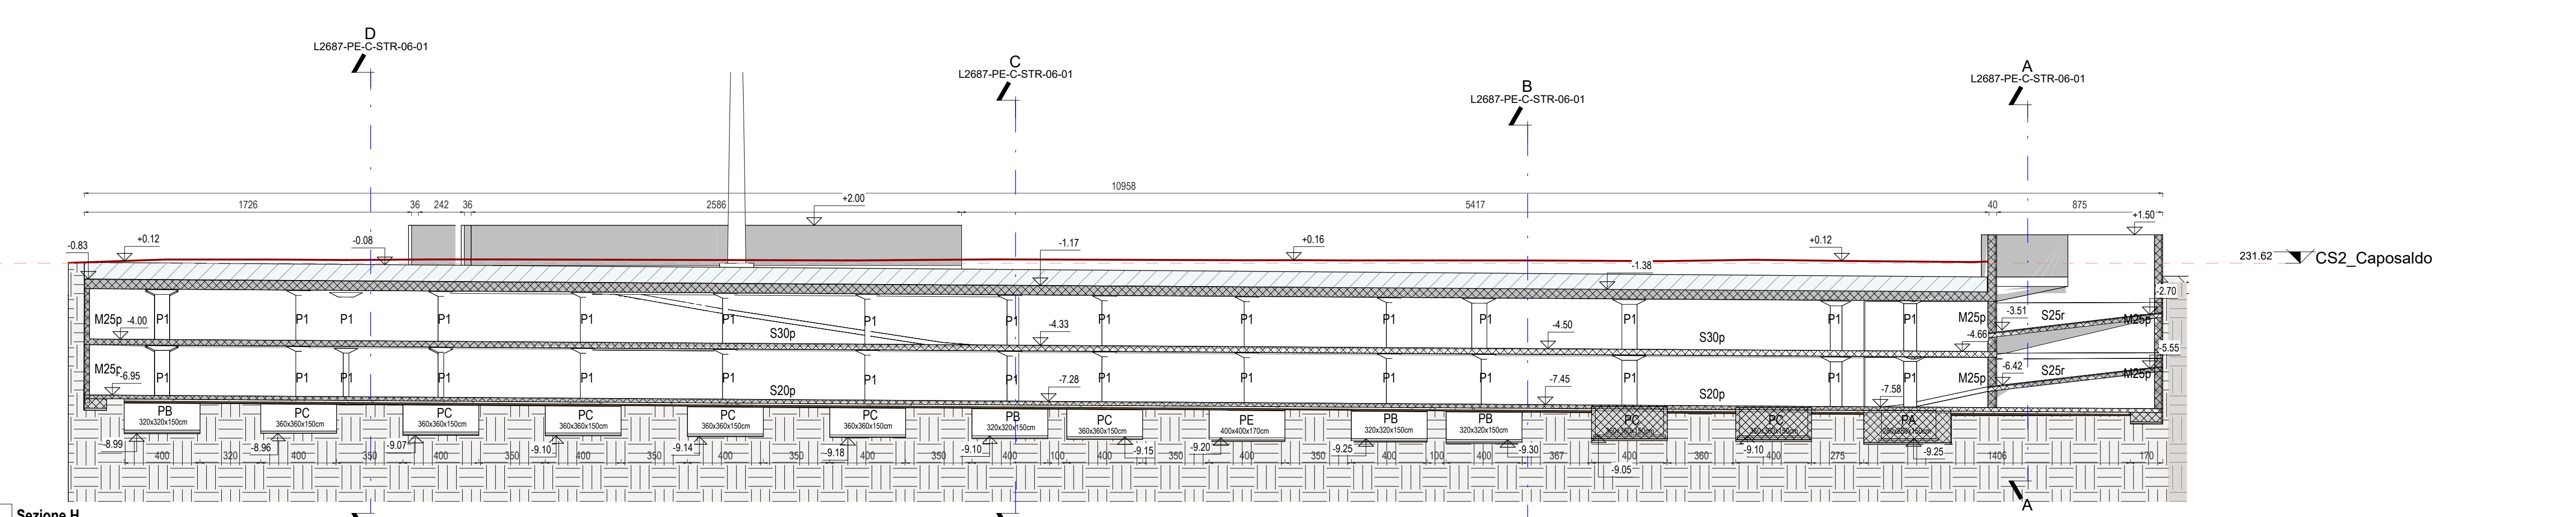 D
L2687-PE-C-STR-06-01
C
L2687-PE-C-STR-06-01
B
L2687-PE-C-STR-06-01
A
L2687-PE-C-STR-06-01
10958
1726 36 242 36 2586 5417 40 875
+2.00 +1.50
-0.83 +0.12 -0.08 -1.17 +0.16 +0.12
231.62 CS2_Caposaldo
-1.38
-2.70
M25p -4.00 P1 P1 P1 P1 P1 P1 P1 P1 P1 P1 P1 P1 P1 P1 P1 M25p -3.51 S25r M25p
S30p -4.33 -4.50 S30p -4.66
-5.55
M25p -6.95 P1 P1 P1 P1 P1 P1 P1 P1 P1 P1 P1 P1 P1 P1 P1 M25p -6.42 S25r M25p
S20p -7.28 -7.45 S20p -7.58
PB PC PC PC PC PC PB PC PE PB PB PC PC PA
320x320x150cm 360x360x150cm 360x360x150cm 360x360x150cm 360x360x150cm 360x360x150cm 320x320x150cm 360x360x150cm 400x400x170cm 320x320x150cm 320x320x150cm 360x360x150cm 360x360x150cm
-8.99 -8.96 -9.07 -9.10 -9.14 -9.18 -9.10 -9.15 -9.20 -9.25 -9.30 -9.05 -9.10 -9.25
400 320 400 350 400 350 400 350 400 350 400 350 400 100 400 350 400 350 400 100 400 367 400 360 400 275 1406 170
A
Sezione H